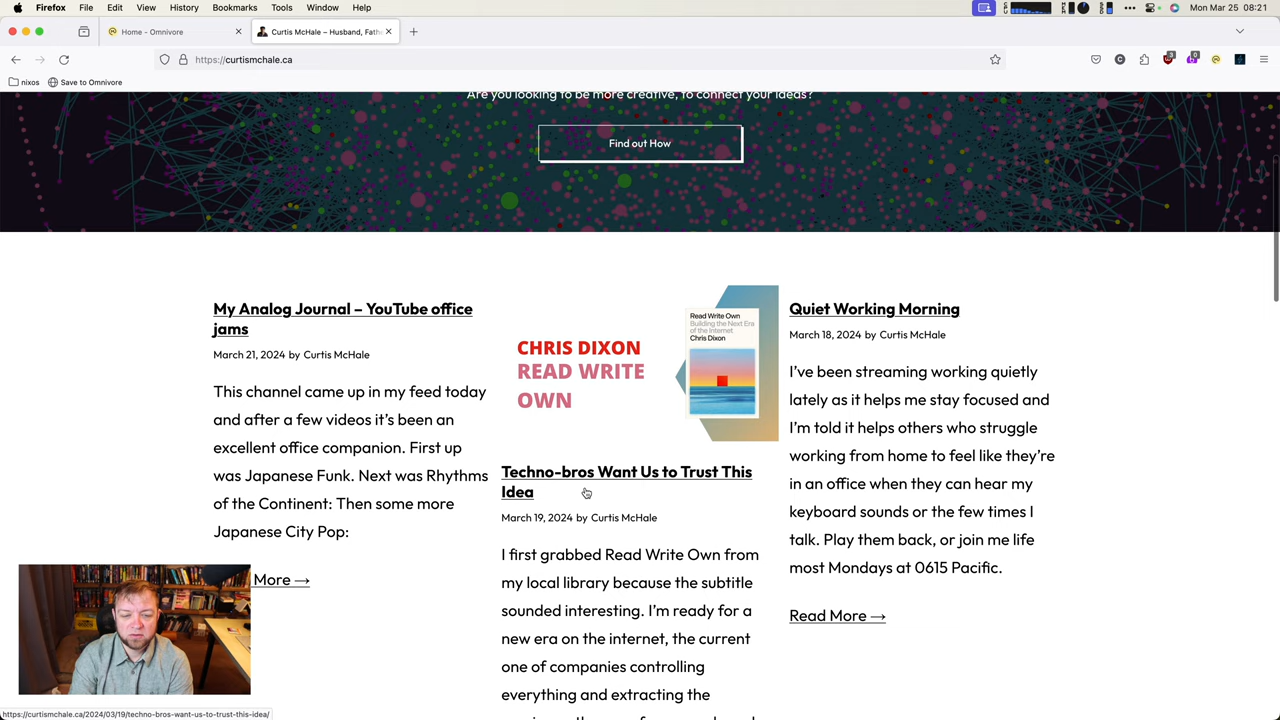 Firefox File Edit View History Bookmarks Tools Window Help
Mon Mar 25 08:21
Home - Omnivore
Curtis McHale – Husband, Fath
https://curtismchale.ca
nixos
Save to Omnivore
Are you looking to be more creative, to connect your ideas?
Find out How
My Analog Journal – YouTube office
jams
March 21, 2024 by Curtis McHale
This channel came up in my feed today
and after a few videos it's been an
excellent office companion. First up
was Japanese Funk. Next was Rhythms
of the Continent: Then some more
Japanese City Pop:
More →
Read Write Own
Building the Next Era
of the Internet
Chris Dixon
CHRIS DIXON
READ WRITE
OWN
Techno-bros Want Us to Trust This
Idea
March 19, 2024 by Curtis McHale
I first grabbed Read Write Own from
my local library because the subtitle
sounded interesting. I'm ready for a
new era on the internet, the current
one of companies controlling
everything and extracting the
Quiet Working Morning
March 18, 2024 by Curtis McHale
I've been streaming working quietly
lately as it helps me stay focused and
I'm told it helps others who struggle
working from home to feel like they're
in an office when they can hear my
keyboard sounds or the few times I
talk. Play them back, or join me life
most Mondays at 0615 Pacific.
Read More →
https://curtismchale.ca/2024/03/19/techno-bros-want-us-to-trust-this-idea/